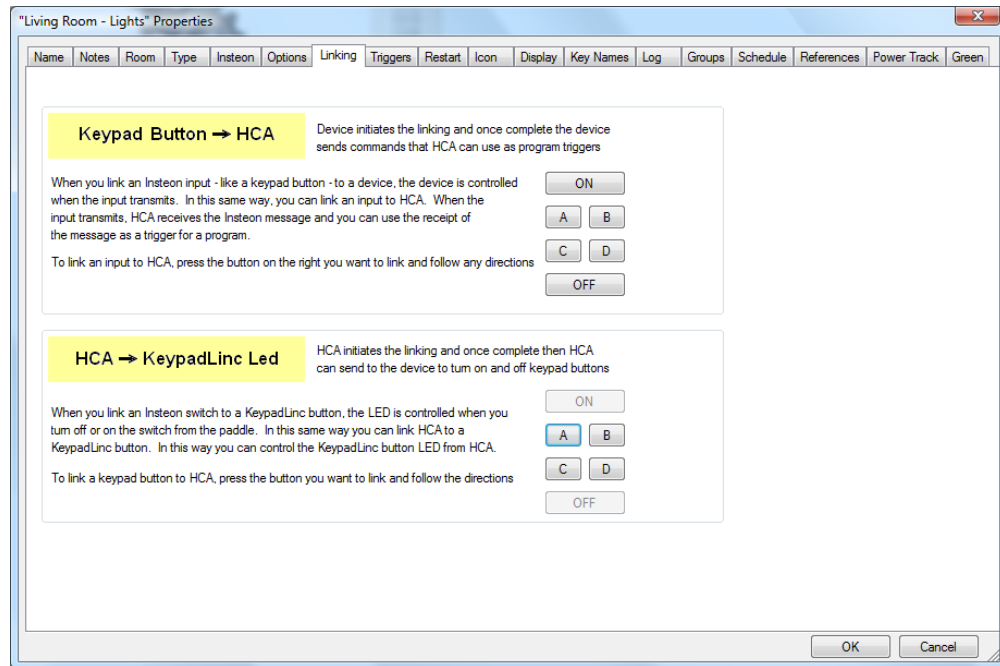 "Living Room - Lights" Properties
Name Notes Room Type Insteon Options Linking Triggers Restart Icon Display Key Names Log Groups Schedule References Power Track Green
Keypad Button → HCA
Device initiates the linking and once complete the device
sends commands that HCA can use as program triggers
When you link an Insteon input - like a keypad button - to a device, the device is controlled
when the input transmits. In this same way, you can link an input to HCA. When the
input transmits, HCA receives the Insteon message and you can use the receipt of
the message as a trigger for a program.
To link an input to HCA, press the button on the right you want to link and follow any directions
ON
A B
C D
OFF
HCA → KeypadLinc Led
HCA initiates the linking and once complete then HCA
can send to the device to turn on and off keypad buttons
When you link an Insteon switch to a KeypadLinc button, the LED is controlled when you
turn off or on the switch from the paddle. In this same way you can link HCA to a
KeypadLinc button. In this way you can control the KeypadLinc button LED from HCA.
To link a keypad button to HCA, press the button you want to link and follow the directions
ON
A B
C D
OFF
OK Cancel